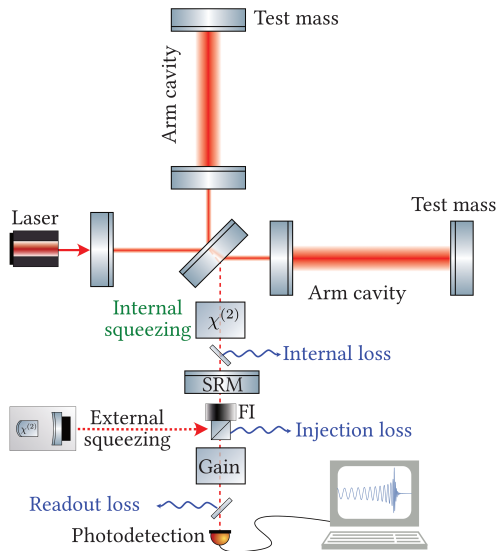 Test mass
Arm cavity
Laser
Test mass
Arm cavity
Internal
squeezing
χ(2)
Internal loss
SRM
FI
χ(2)
External
squeezing
Injection loss
Gain
Readout loss
Photodetection